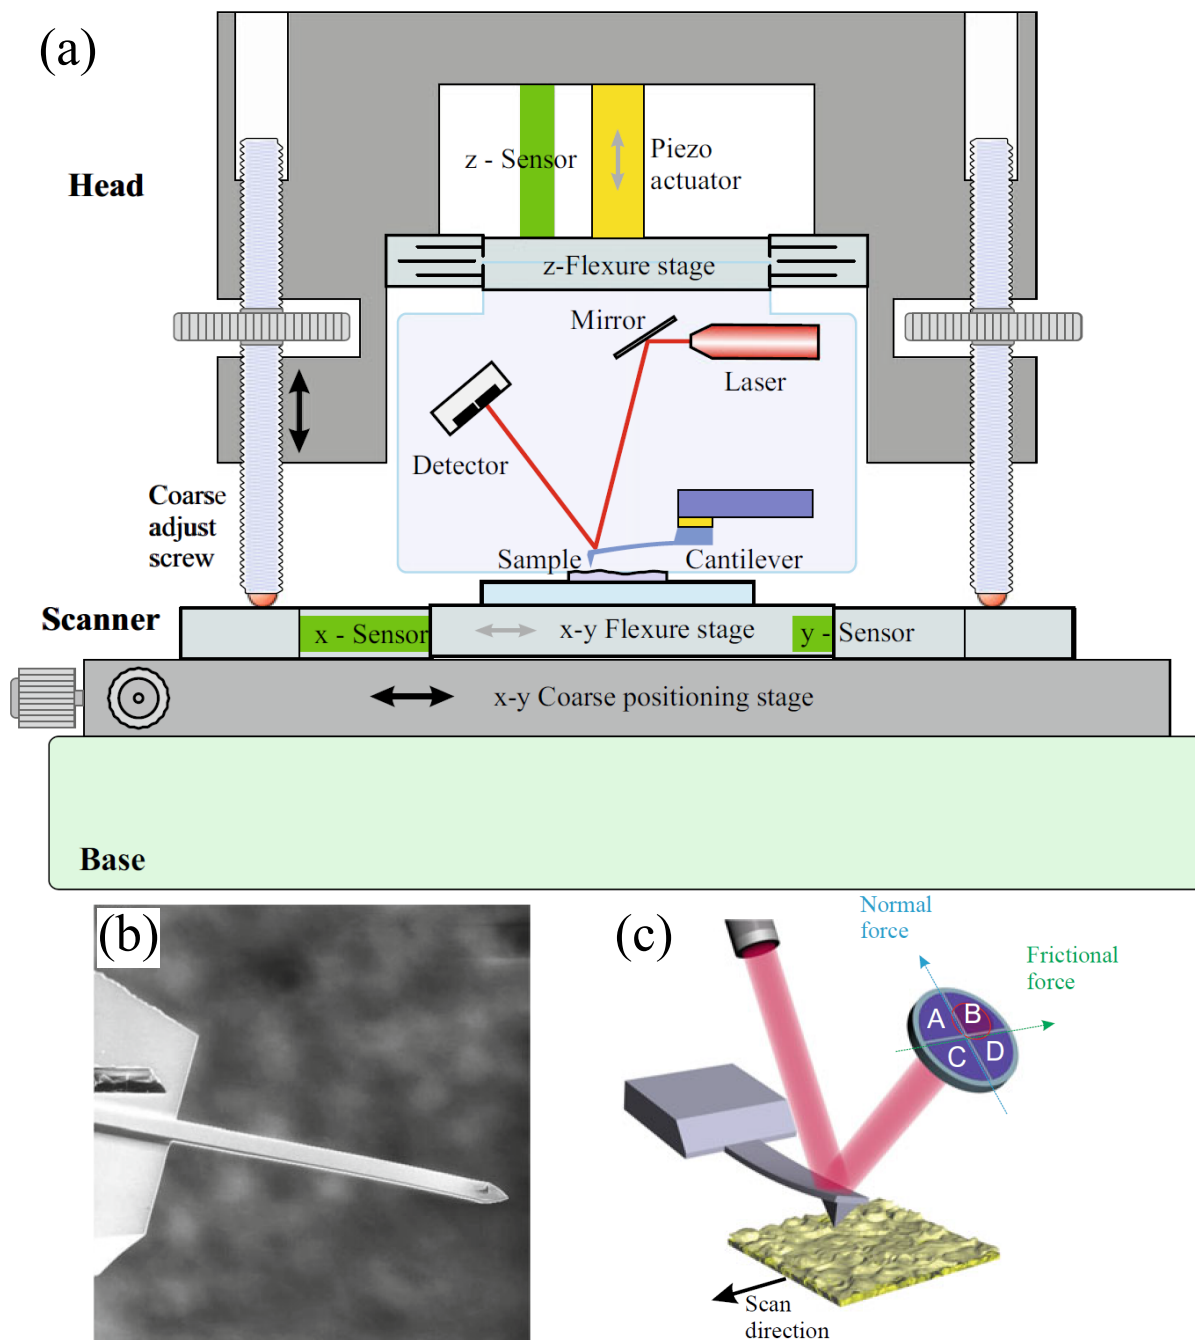 (a)
Head
z - Sensor
Piezo
actuator
z-Flexure stage
Mirror
Laser
Detector
Coarse
adjust
screw
Sample
Cantilever
Scanner
x - Sensor
x-y Flexure stage
y - Sensor
x-y Coarse positioning stage
Base
(b)
(c)
Normal
force
Frictional
force
A
B
C
D
Scan
direction